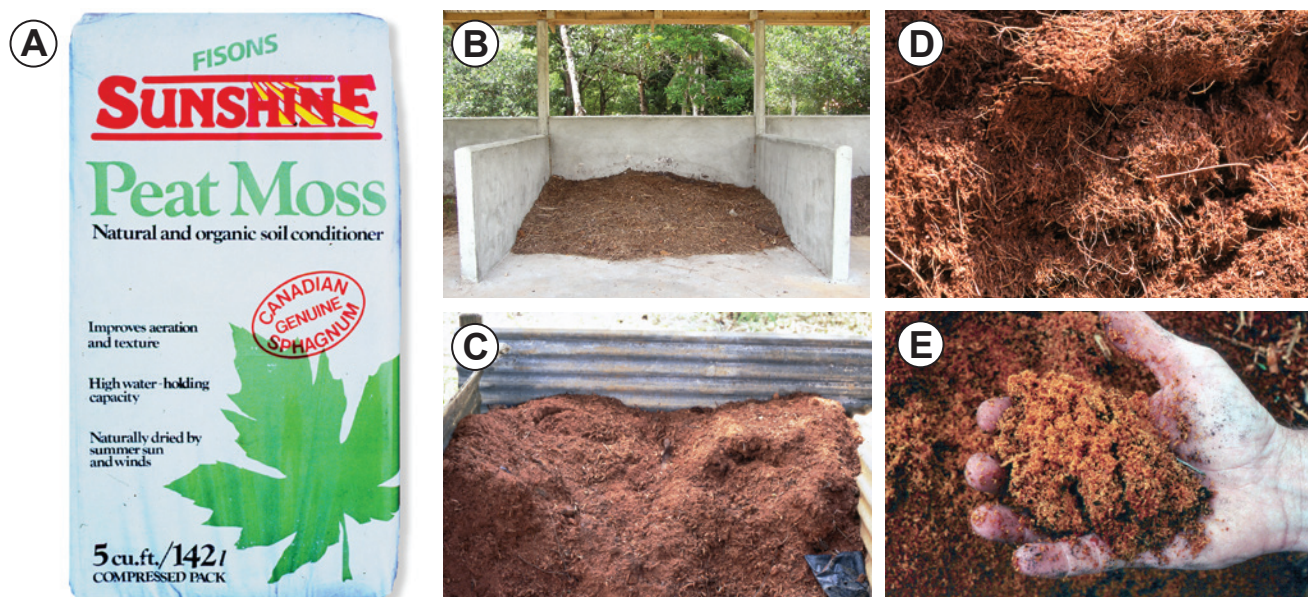 A
FISONS
SUNSHINE
Peat Moss
Natural and organic soil conditioner
CANADIAN
GENUINE
SPHAGNUM
Improves aeration
and texture
High water-holding
capacity
Naturally dried by
summer sun
and winds
5 cu.ft./142l
COMPRESSED PACK
B
C
D
E